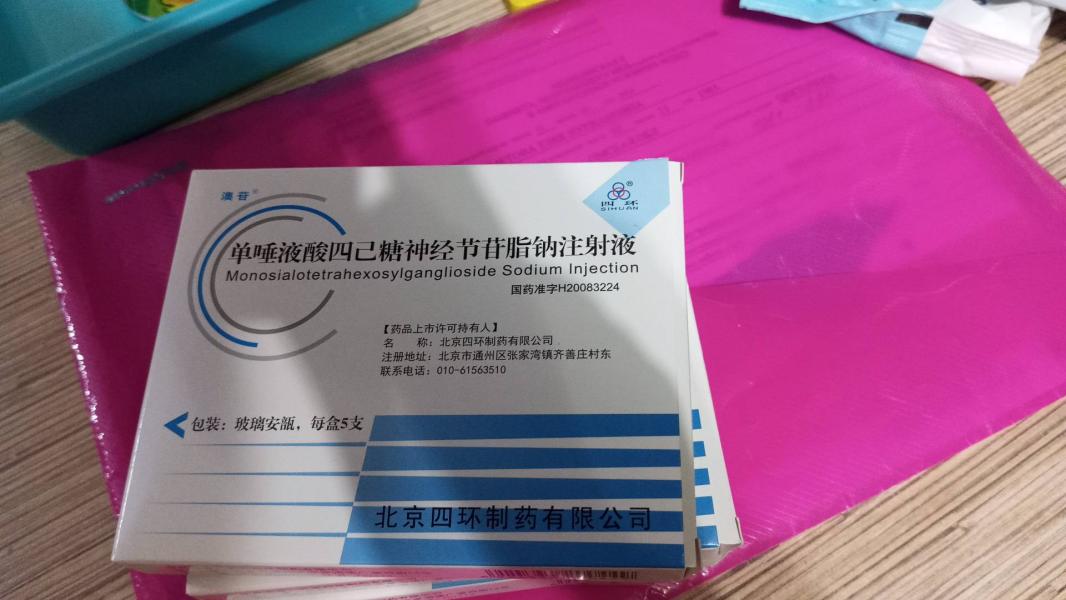 澳苷®
四环®
SIHUAN
单唾液酸四己糖神经节苷脂钠注射液
Monosialotetrahexosylganglioside Sodium Injection
国药准字H20083224
【药品上市许可持有人】
名 称：北京四环制药有限公司
注册地址：北京市通州区张家湾镇齐善庄村东
联系电话：010-61563510
包装：玻璃安瓿，每盒5支
北京四环制药有限公司